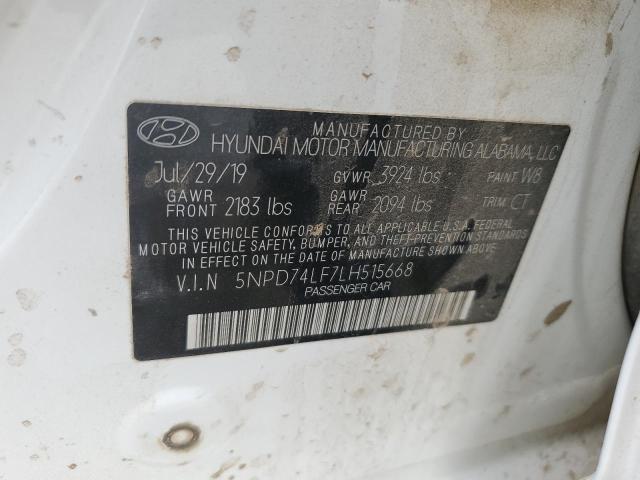 MANUFACTURED BY
HYUNDAI MOTOR MANUFACTURING ALABAMA, LLC
Jul/29/19 GVWR 3924 lbs PAINT W8
GAWR FRONT 2183 lbs GAWR REAR 2094 lbs TRIM CT
THIS VEHICLE CONFORMS TO ALL APPLICABLE U.S.A. FEDERAL
MOTOR VEHICLE SAFETY, BUMPER, AND THEFT-PREVENTION STANDARDS
IN EFFECT ON THE DATE OF MANUFACTURE SHOWN ABOVE.
V.I.N 5NPD74LF7LH515668
PASSENGER CAR